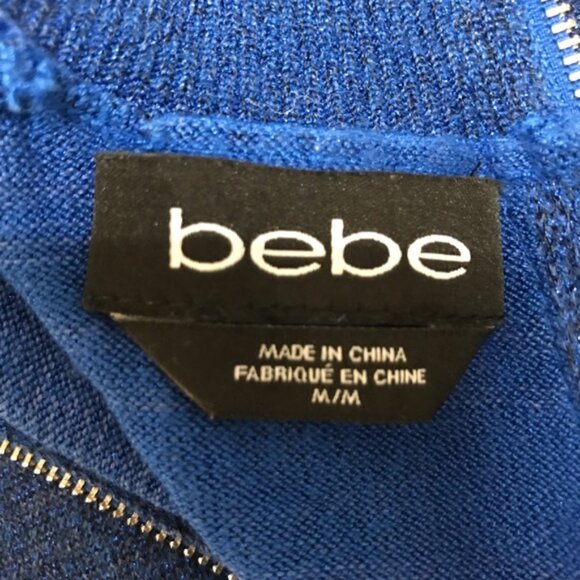 bebe
MADE IN CHINA
FABRIQUÉ EN CHINE
M/M